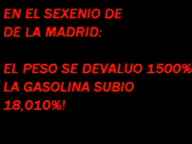 EN EL SEXENIO DE
DE LA MADRID:
EL PESO SE DEVALUO 1500%
LA GASOLINA SUBIO
18,010%!